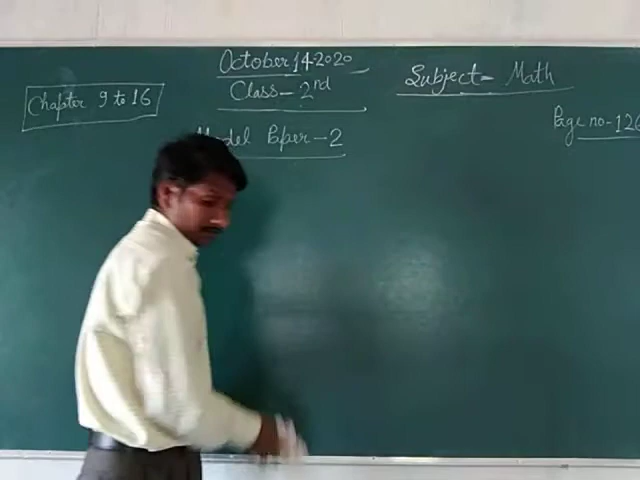 October 14-2020
Class - 2nd
Subject - Math
Chapter 9 to 16
Model Paper - 2
Page no - 126